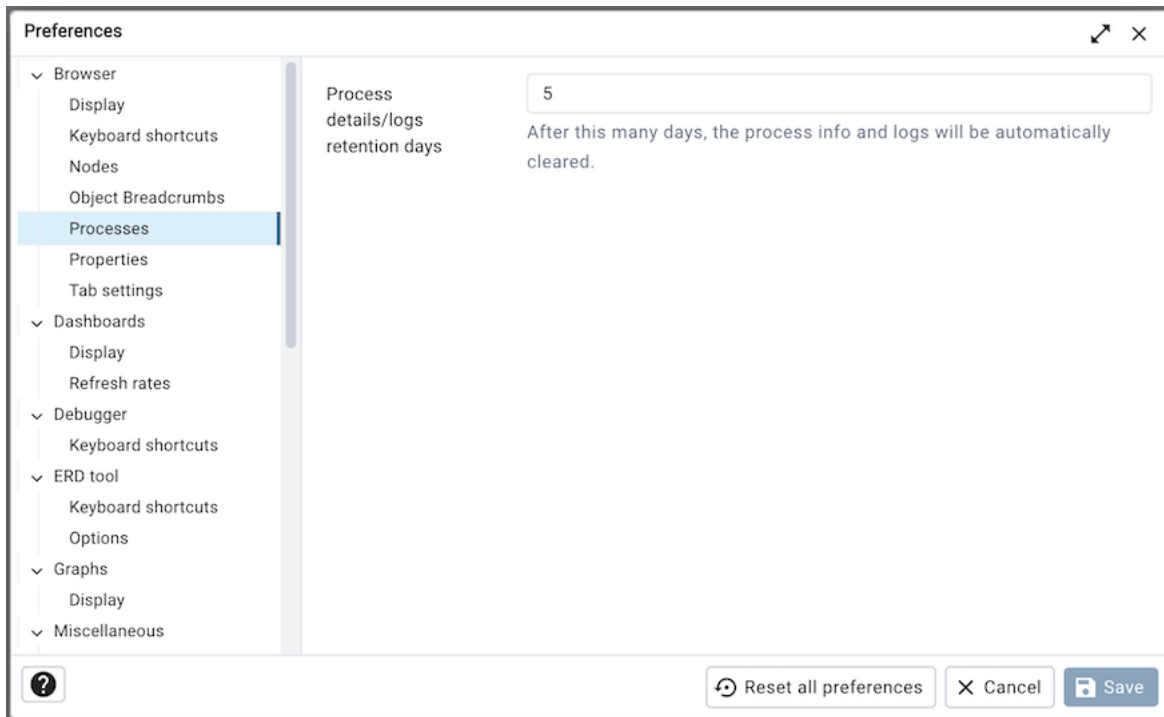 Preferences
Browser
Display
Keyboard shortcuts
Nodes
Object Breadcrumbs
Processes
Properties
Tab settings
Dashboards
Display
Refresh rates
Debugger
Keyboard shortcuts
ERD tool
Keyboard shortcuts
Options
Graphs
Display
Miscellaneous
Process
details/logs
retention days
5
After this many days, the process info and logs will be automatically
cleared.
?
Reset all preferences
Cancel
Save